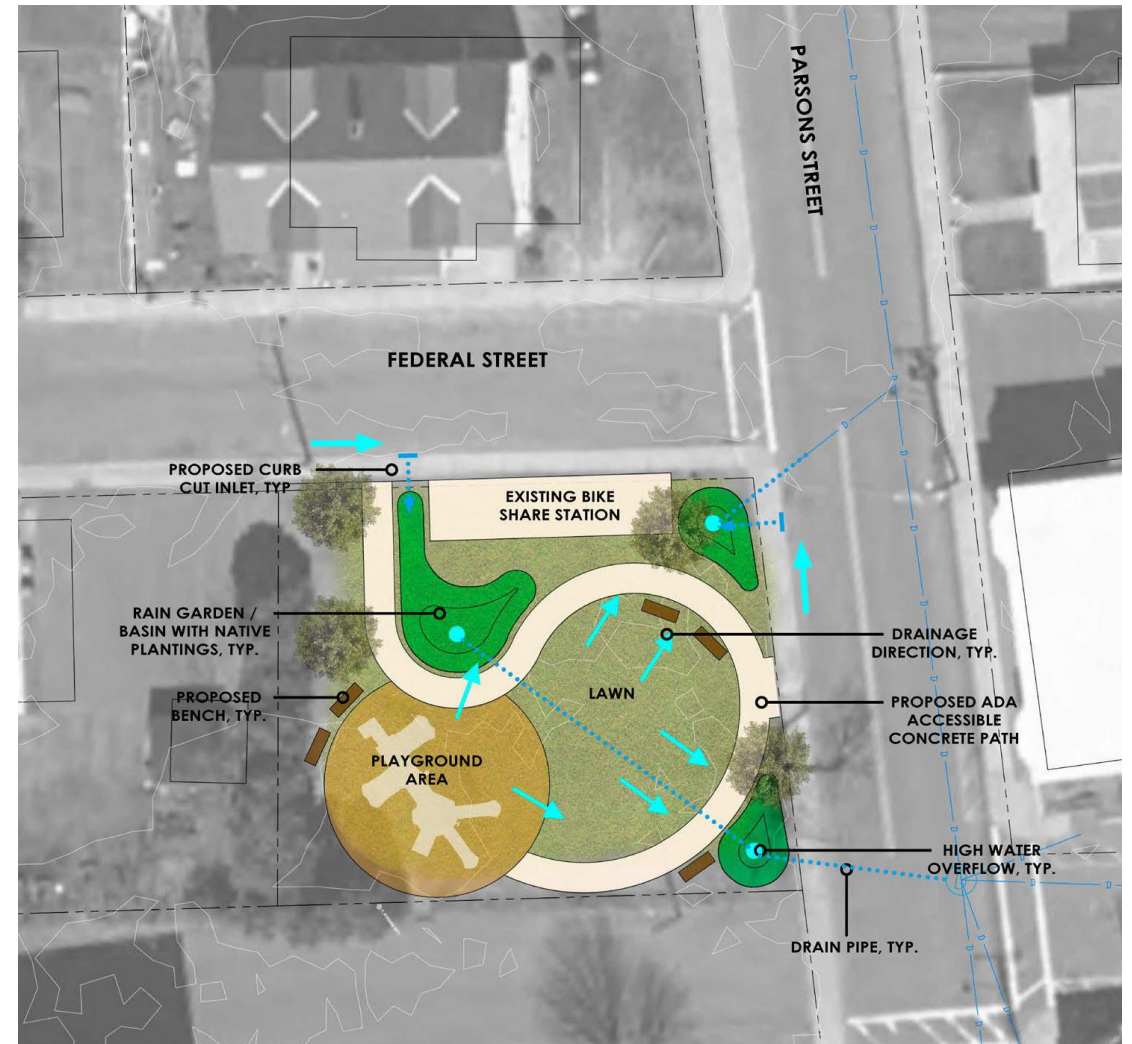 PARSONS STREET
FEDERAL STREET
PROPOSED CURB
CUT INLET, TYP
EXISTING BIKE
SHARE STATION
RAIN GARDEN /
BASIN WITH NATIVE
PLANTINGS, TYP.
DRAINAGE
DIRECTION, TYP.
PROPOSED
BENCH, TYP.
LAWN
PROPOSED ADA
ACCESSIBLE
CONCRETE PATH
PLAYGROUND
AREA
HIGH WATER
OVERFLOW, TYP.
DRAIN PIPE, TYP.